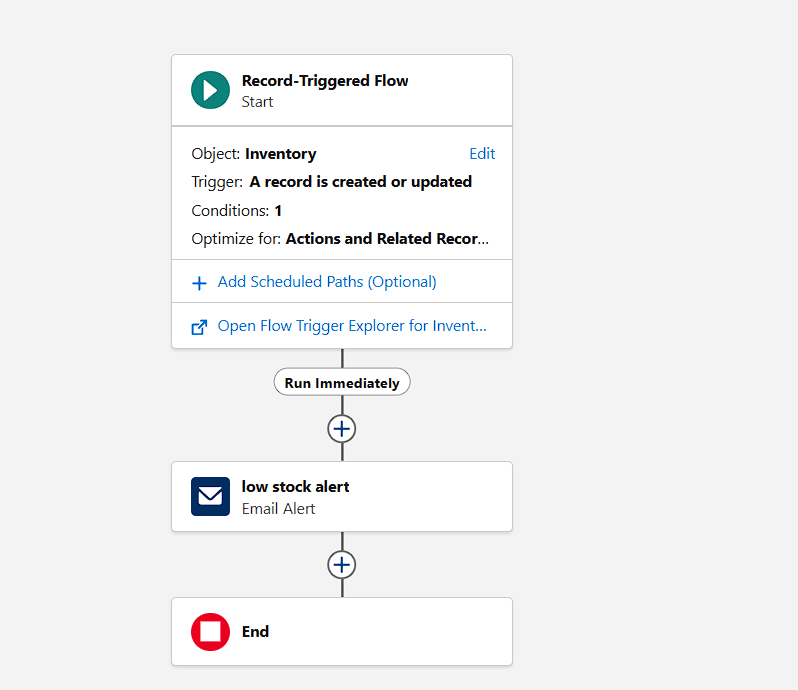 Record-Triggered Flow
Start
Object: Inventory Edit
Trigger: A record is created or updated
Conditions: 1
Optimize for: Actions and Related Recor...
Add Scheduled Paths (Optional)
Open Flow Trigger Explorer for Invent...
Run Immediately
low stock alert
Email Alert
End